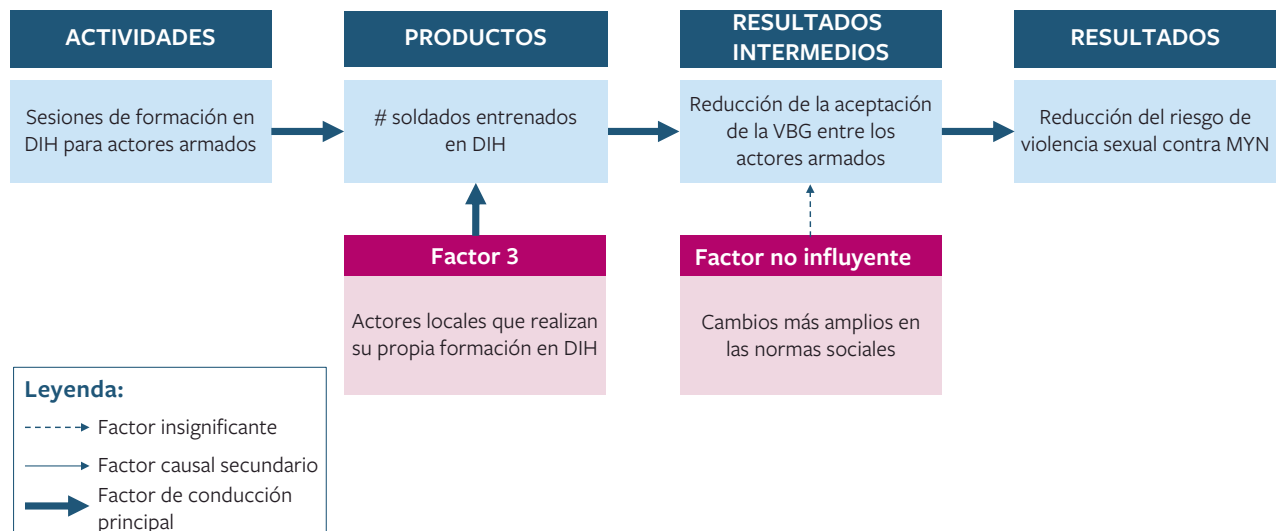 ACTIVIDADES
PRODUCTOS
RESULTADOS
INTERMEDIOS
RESULTADOS
Sesiones de formación en
DIH para actores armados
# soldados entrenados
en DIH
Reducción de la aceptación
de la VBG entre los
actores armados
Reducción del riesgo de
violencia sexual contra MYN
Factor 3
Actores locales que realizan
su propia formación en DIH
Factor no influyente
Cambios más amplios en
las normas sociales
Leyenda:
Factor insignificante
Factor causal secundario
Factor de conducción
principal